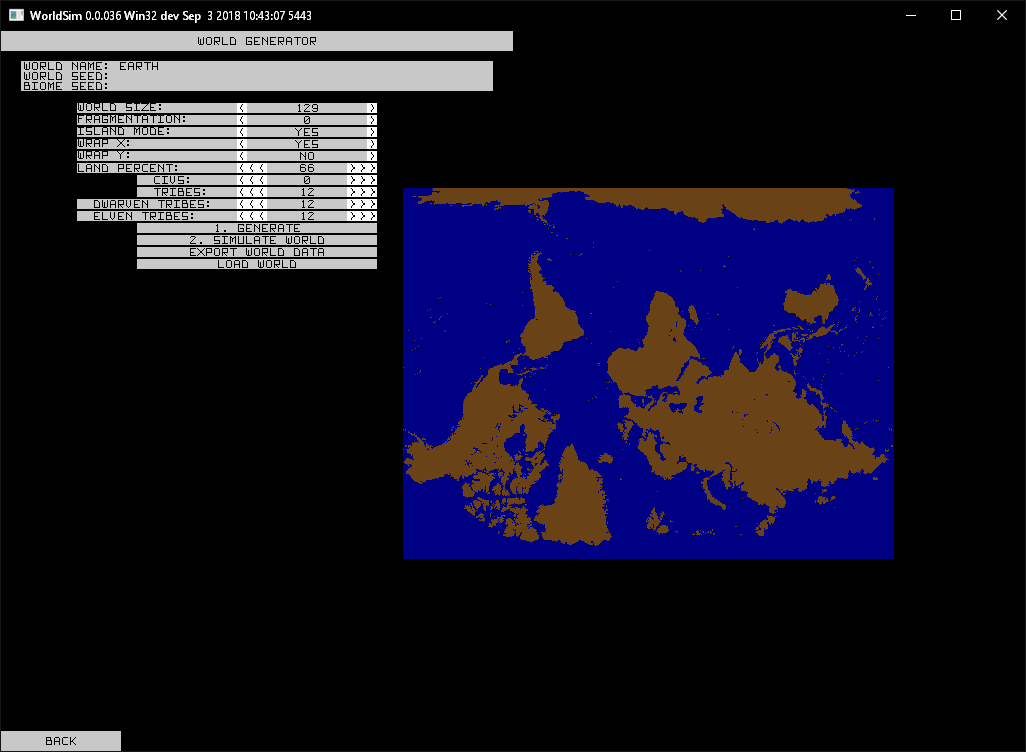 WorldSim 0.0.036 Win32 dev Sep 3 2018 10:43:07 5443
WORLD GENERATOR
WORLD NAME: EARTH
WORLD SEED:
BIOME SEED:
WORLD SIZE: < 129 >
FRAGMENTATION: < 0 >
ISLAND MODE: < YES >
WRAP X: < YES >
WRAP Y: < NO >
LAND PERCENT: < < < 66 > > >
CIVS: < < < 0 > > >
TRIBES: < < < 12 > > >
DWARVEN TRIBES: < < < 12 > > >
ELVEN TRIBES: < < < 12 > > >
1. GENERATE
2. SIMULATE WORLD
EXPORT WORLD DATA
LOAD WORLD
BACK